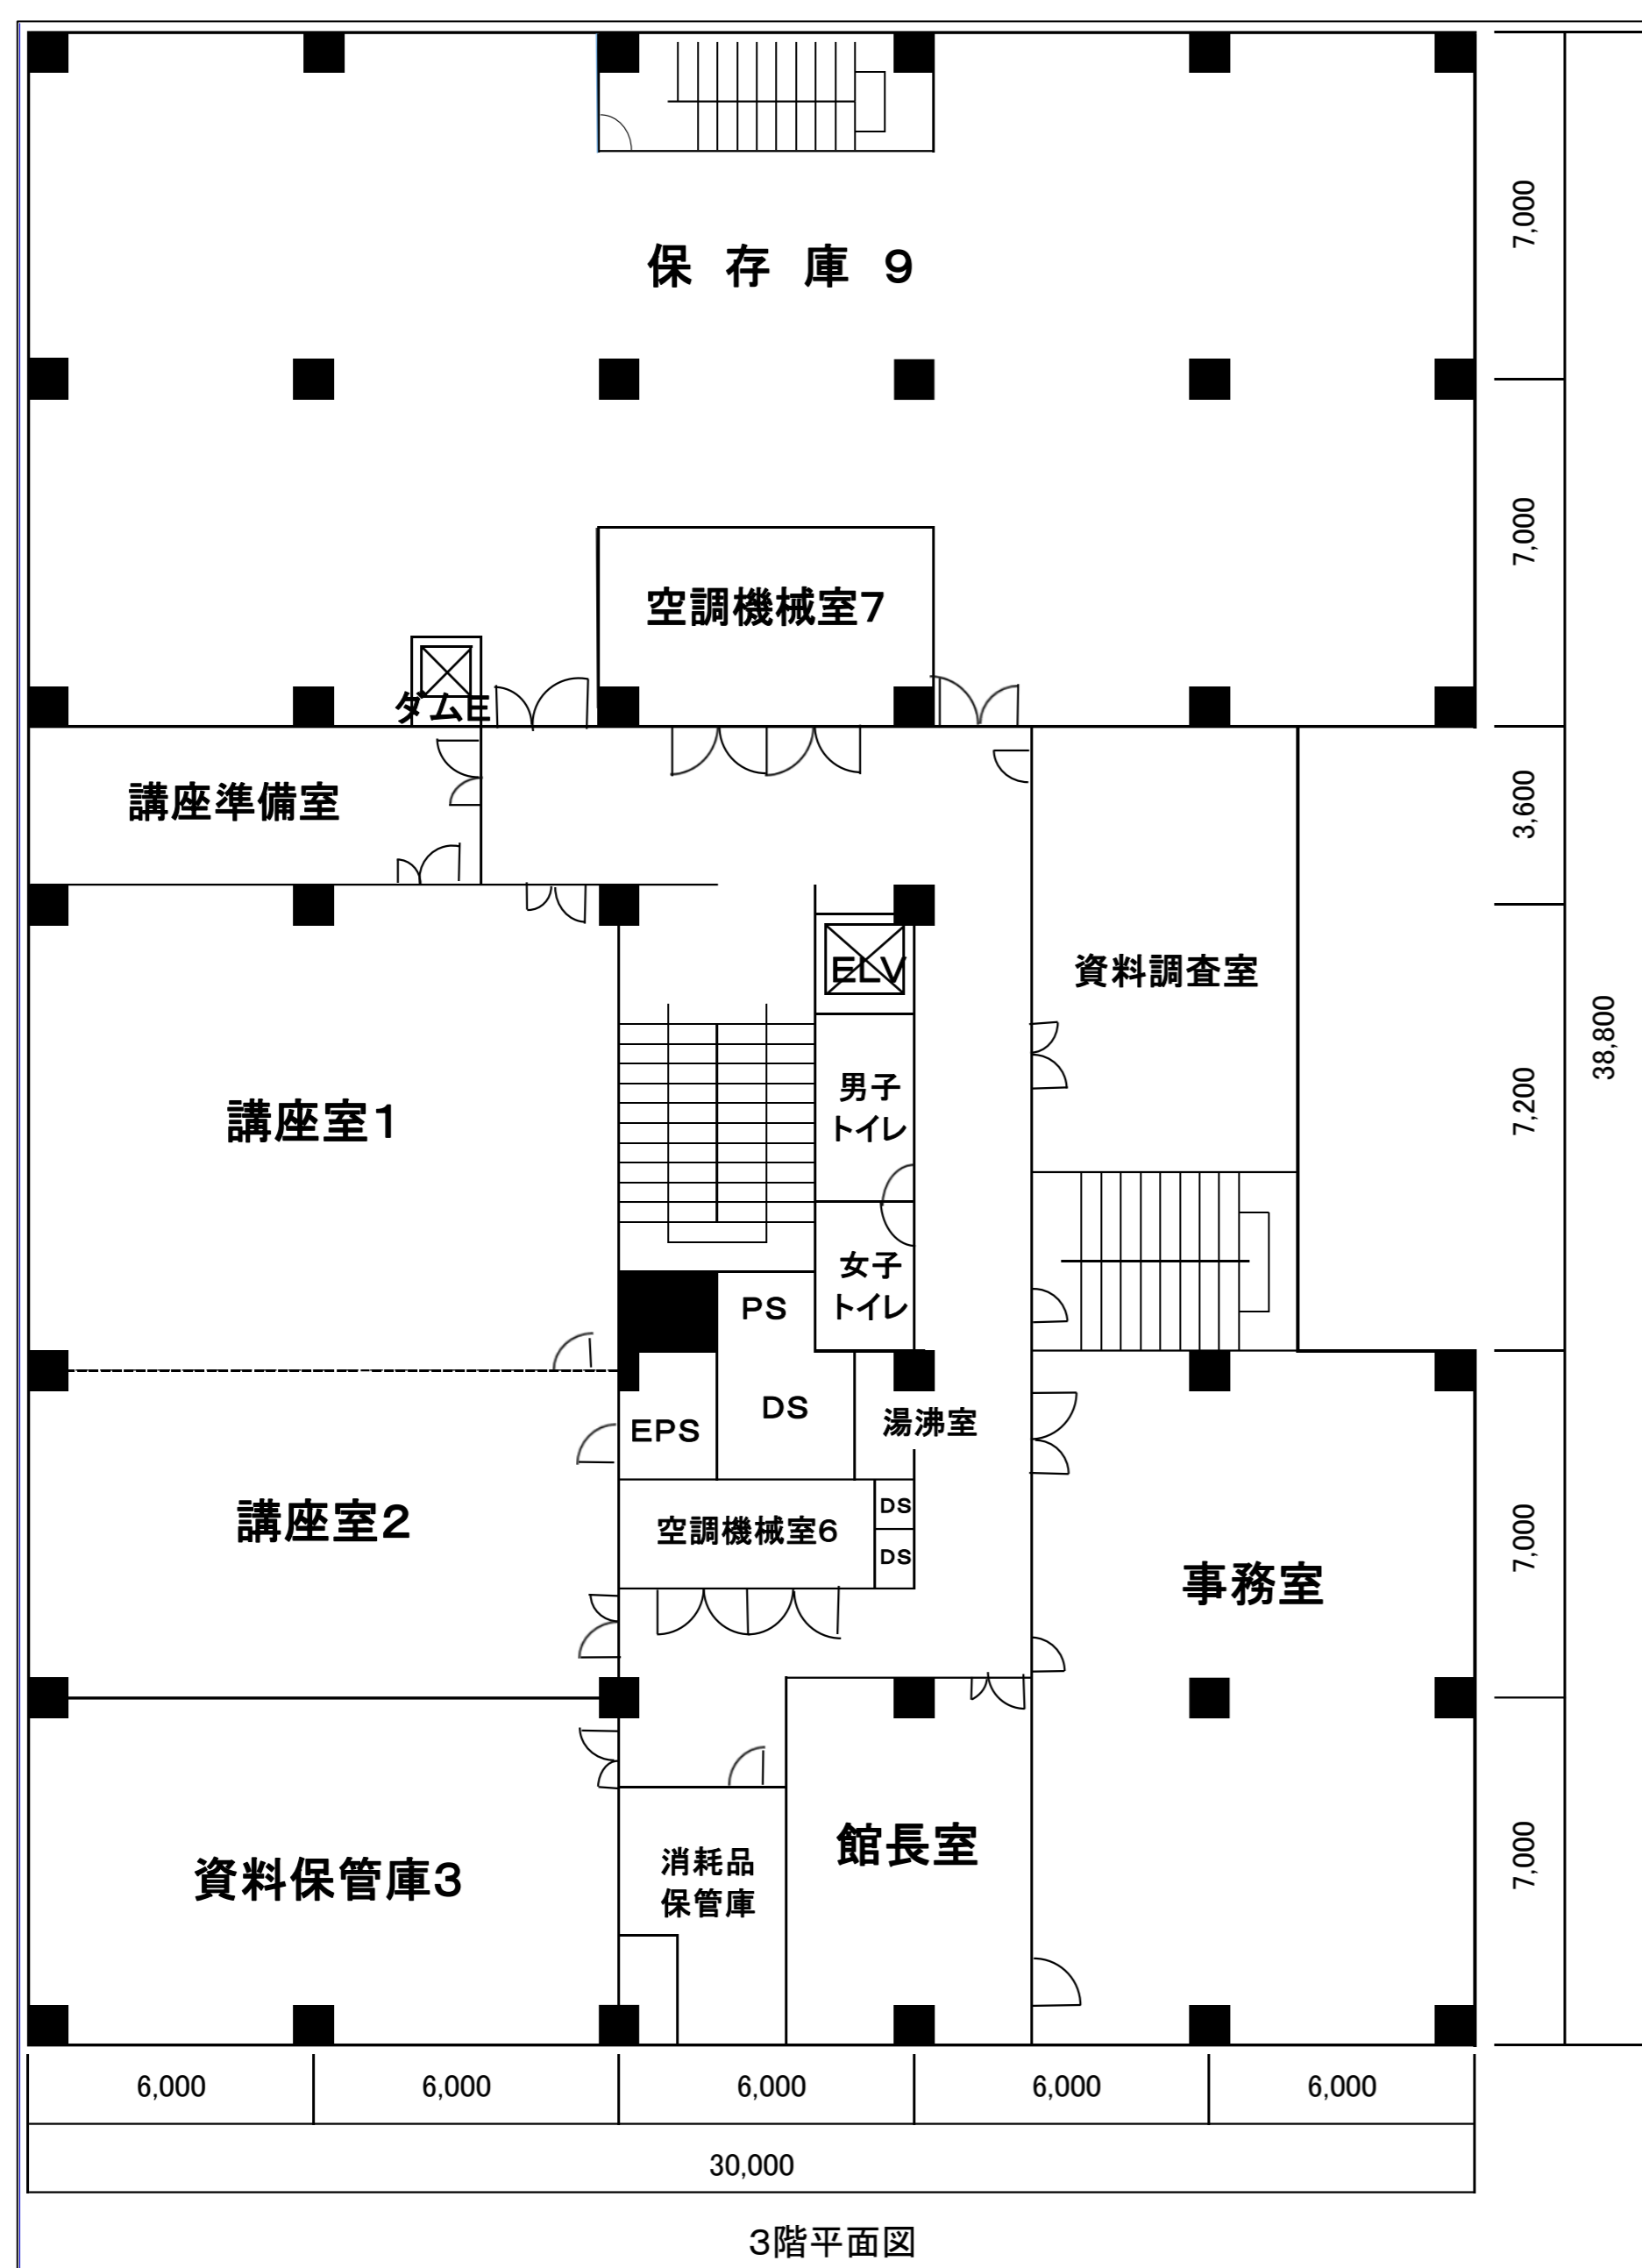 保存庫9
7,000
7,000
空調機械室7
ダムE
講座準備室
3,600
資料調査室
ELV
38,800
男子
トイレ
講座室1
7,200
女子
トイレ
PS
DS
湯沸室
EPS
DS
講座室2
空調機械室6
7,000
DS
事務室
館長室
7,000
消耗品
保管庫
資料保管庫3
6,000
6,000
6,000
6,000
6,000
30,000
3階平面図